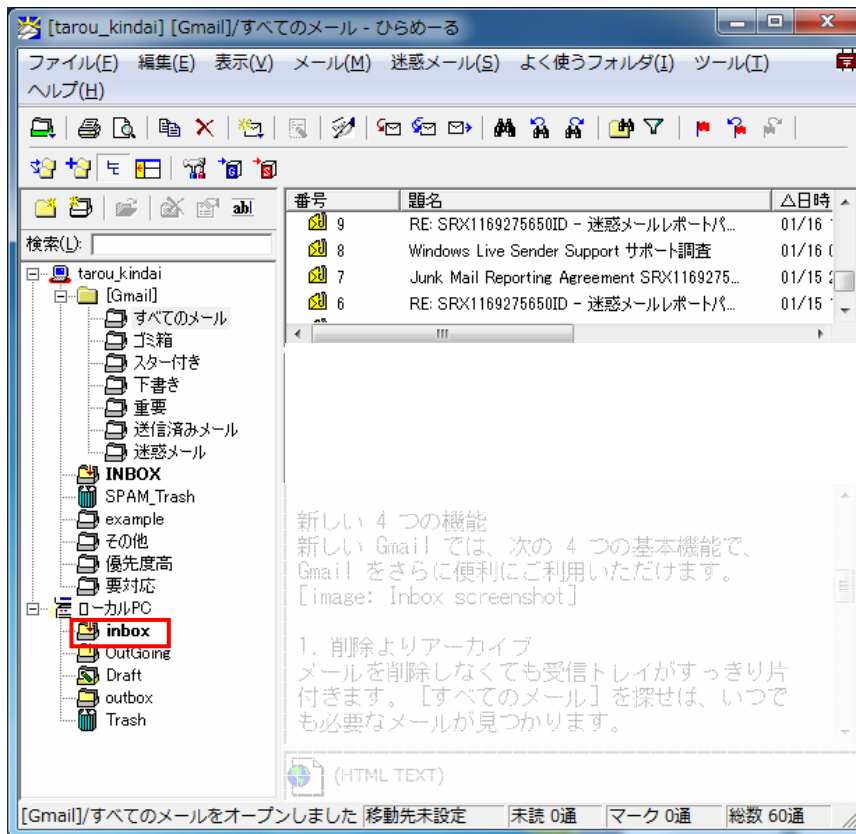 [tarou_kindai] [Gmail]/すべてのメール - ひらめーる
ファイル(F) 編集(E) 表示(V) メール(M) 迷惑メール(S) よく使うフォルダ(I) ツール(T)
ヘルプ(H)
ab
検索(L):
tarou_kindai
[Gmail]
すべてのメール
ゴミ箱
スター付き
下書き
重要
送信済みメール
迷惑メール
INBOX
SPAM_Trash
example
その他
優先度高
要対応
ローカルPC
inbox
OutGoing
Draft
outbox
Trash
番号 題名 △日時
9 RE: SRX1169275650ID - 迷惑メールレポートパ... 01/16
8 Windows Live Sender Support サポート調査 01/16
7 Junk Mail Reporting Agreement SRX1169275... 01/15
6 RE: SRX1169275650ID - 迷惑メールレポートパ... 01/15
新しい 4 つの機能
新しい Gmail では、次の 4 つの基本機能で、
Gmail をさらに便利にご利用いただけます。
[image: Inbox screenshot]
1. 削除よりアーカイブ
メールを削除しなくても受信トレイがすっきり片
付きます。［すべてのメール］を探せば、いつで
も必要なメールが見つかります。
(HTML TEXT)
[Gmail]/すべてのメールをオープンしました 移動先未設定 未読 0通 マーク 0通 総数 60通